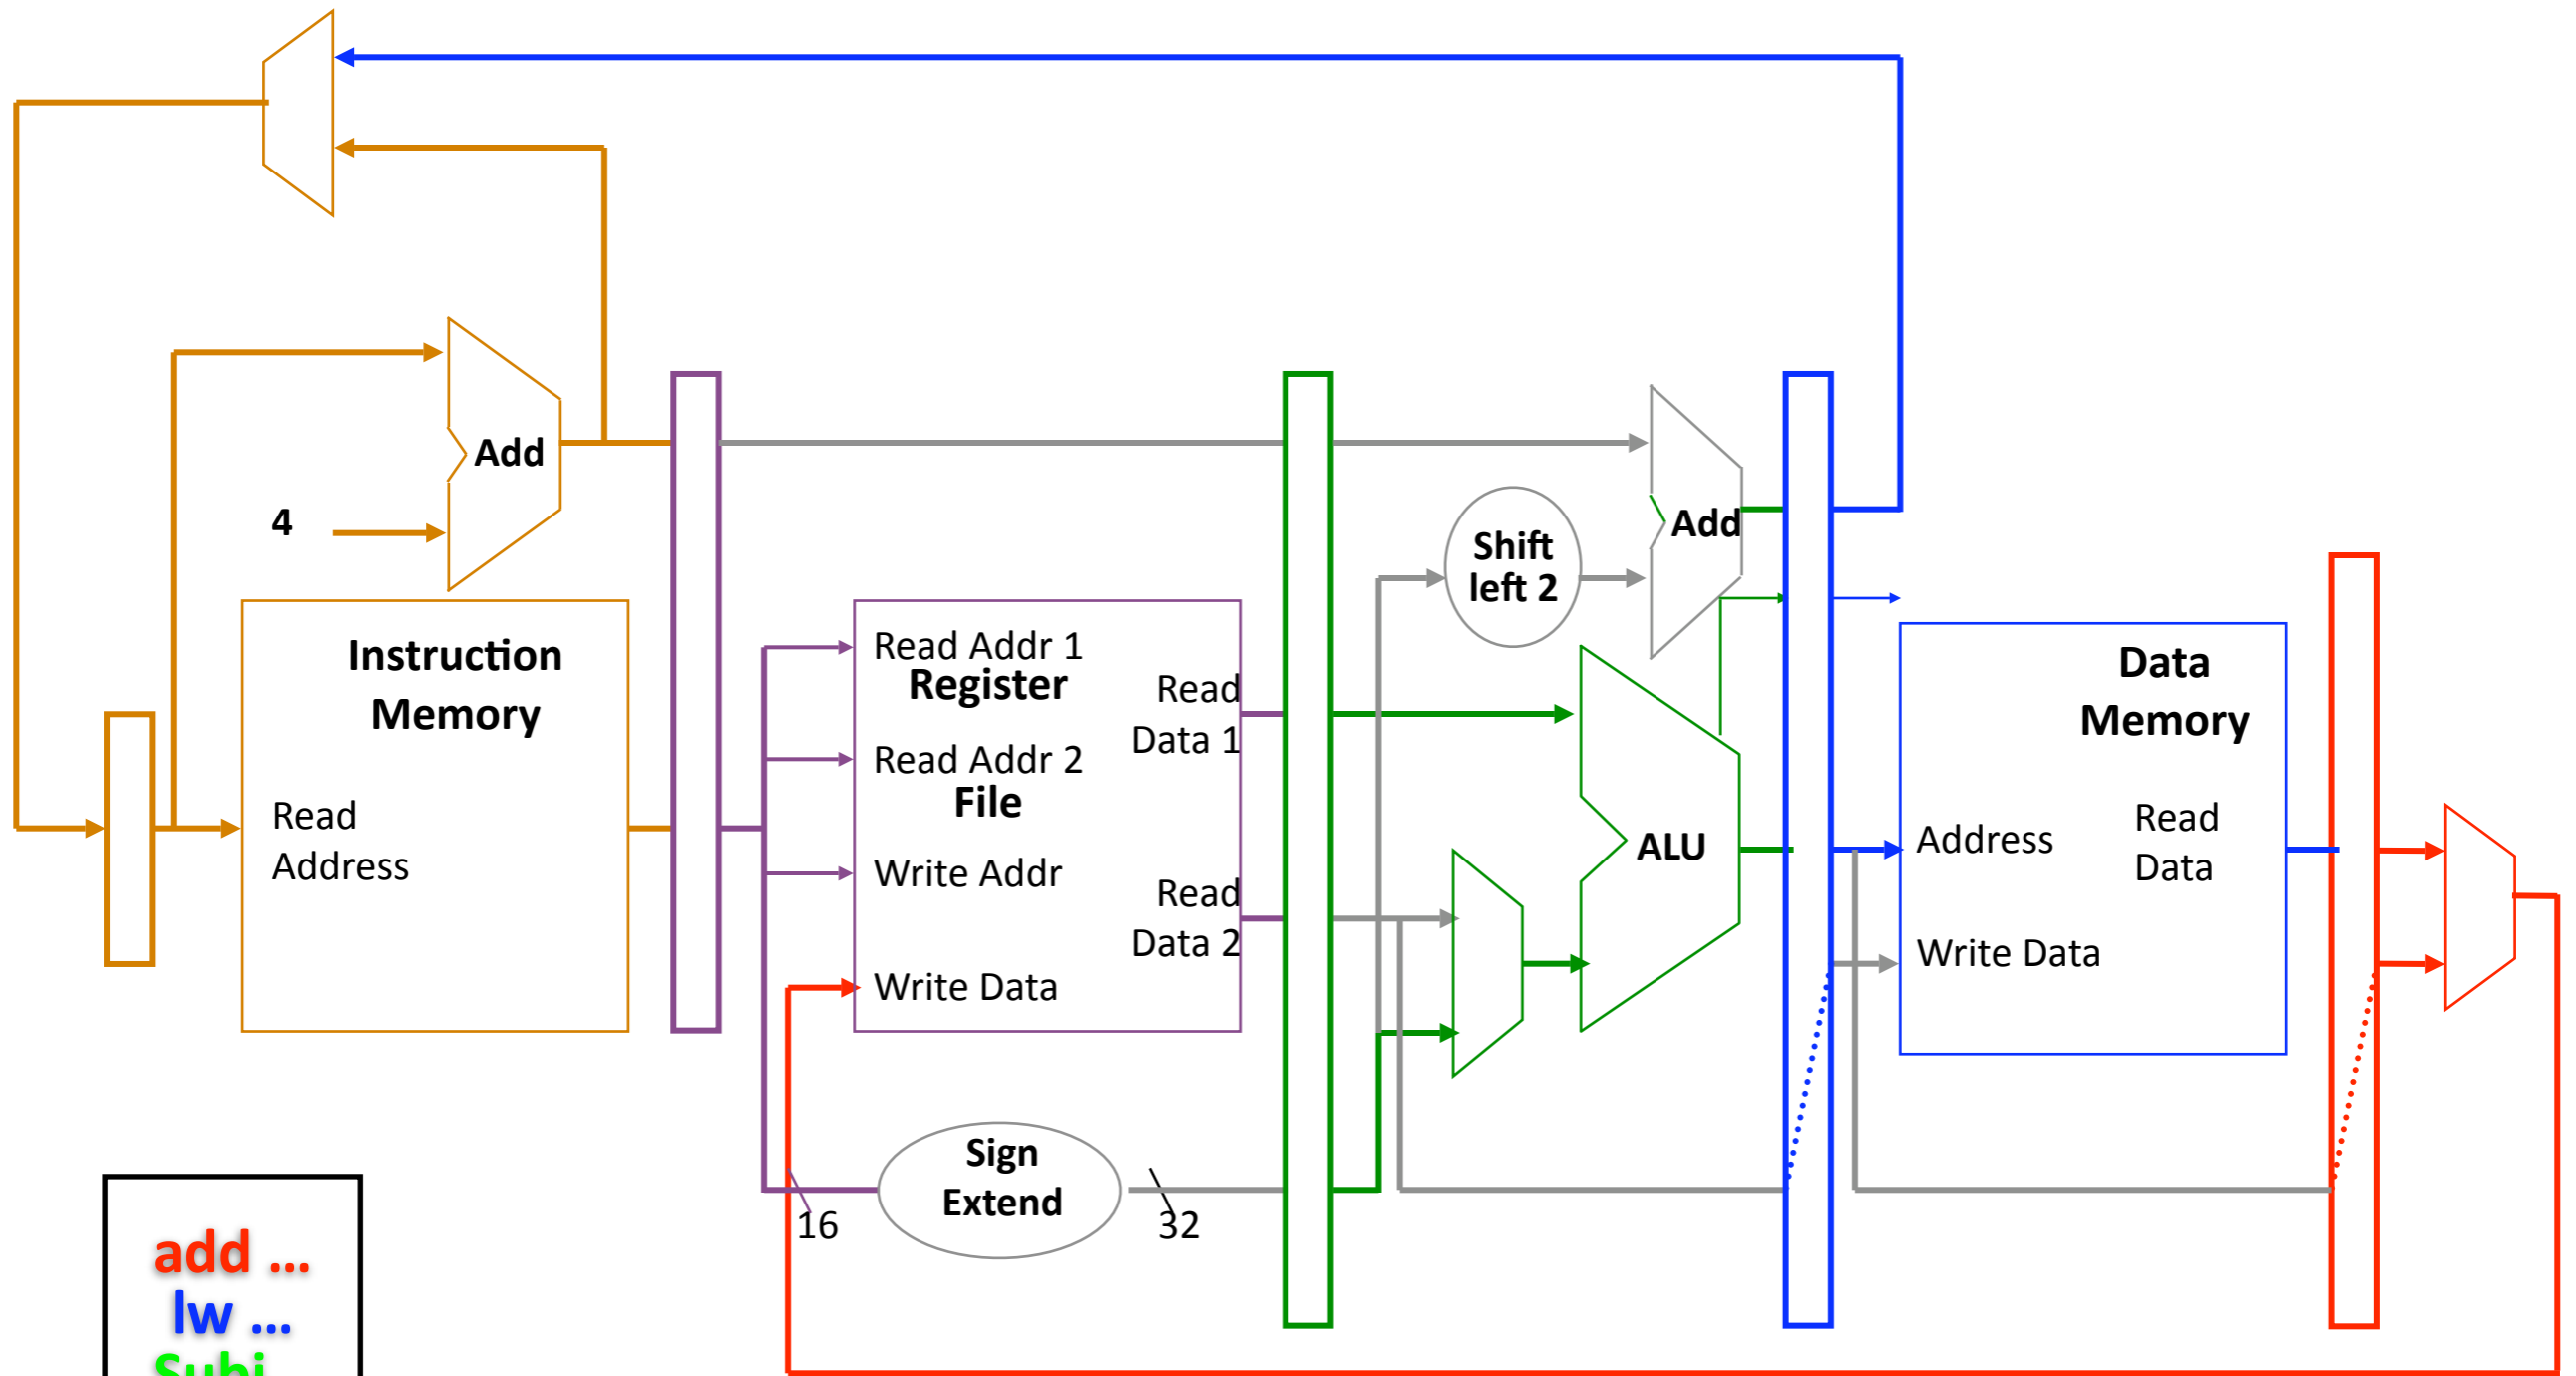 Add
4
Instruction
Memory
Read
Address
Read Addr 1
Register
Read Addr 2
File
Write Addr
Write Data
Read
Data 1
Read
Data 2
Sign
Extend
16
32
Shift
left 2
Add
ALU
Data
Memory
Address
Read
Data
Write Data
add ...
lw ...
Subi